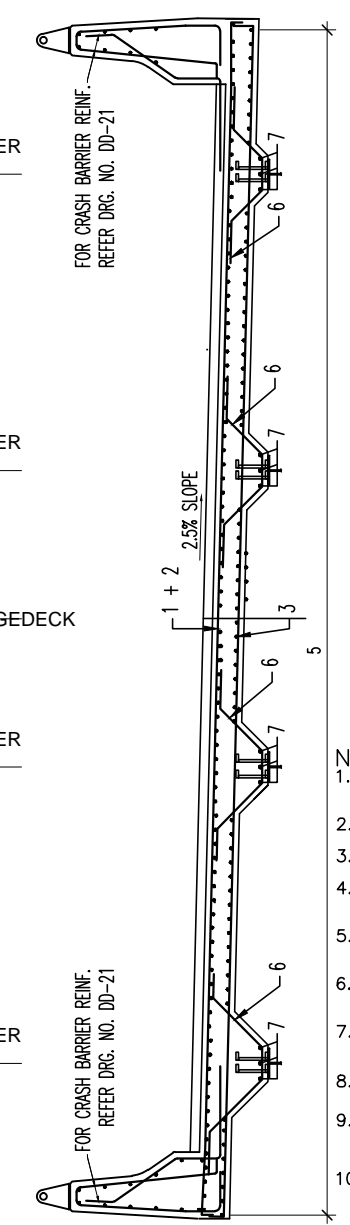 ER
ER
GEDECK
ER
ER
FOR CRASH BARRIER REINF.
REFER DRG. NO. DD-21
7
6
6
7
2.5% SLOPE
1 + 2
3
5
6
7
6
7
FOR CRASH BARRIER REINF.
REFER DRG. NO. DD-21
N
1.
2.
3.
4.
5.
6.
7.
8.
9.
10